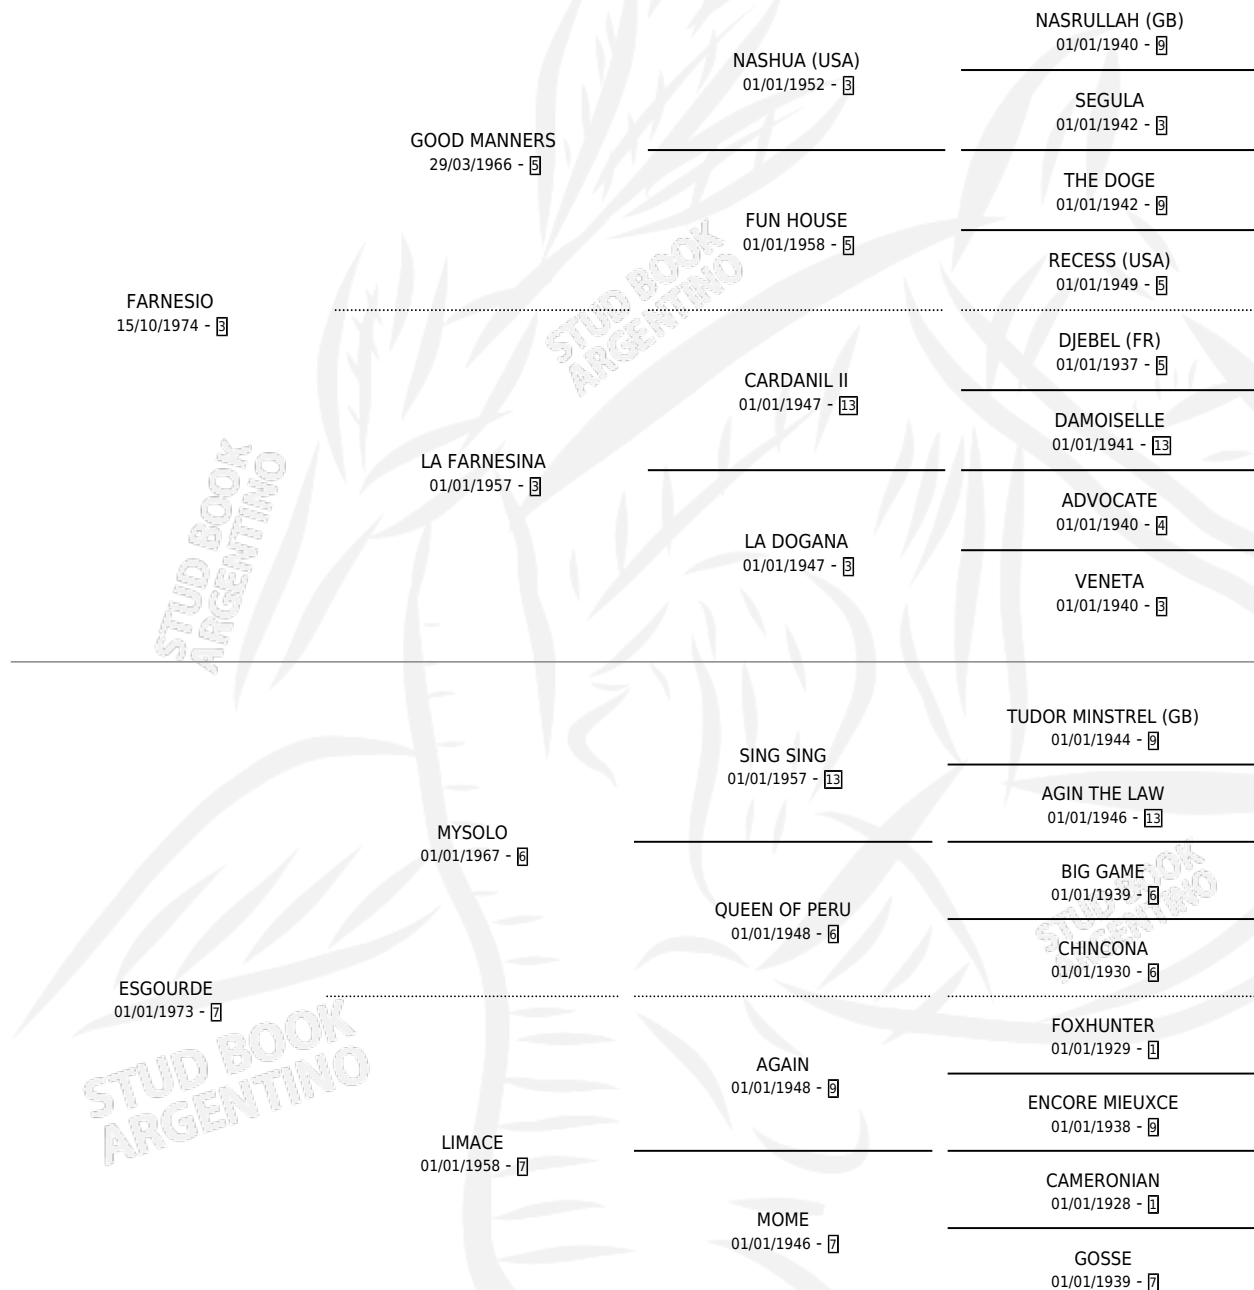 NASRULLAH (GB)
01/01/1940 - 9
NASHUA (USA)
01/01/1952 - 3
SEGULA
01/01/1942 - 3
GOOD MANNERS
29/03/1966 - 5
THE DOGE
01/01/1942 - 9
FUN HOUSE
01/01/1958 - 5
RECESS (USA)
01/01/1949 - 5
FARNESIO
15/10/1974 - 3
DJEBEL (FR)
01/01/1937 - 5
CARDANIL II
01/01/1947 - 13
DAMOISELLE
01/01/1941 - 13
LA FARNESINA
01/01/1957 - 3
ADVOCATE
01/01/1940 - 4
LA DOGANA
01/01/1947 - 3
VENETA
01/01/1940 - 3
TUDOR MINSTREL (GB)
01/01/1944 - 9
SING SING
01/01/1957 - 13
AGIN THE LAW
01/01/1946 - 13
MYSOLO
01/01/1967 - 6
BIG GAME
01/01/1939 - 6
QUEEN OF PERU
01/01/1948 - 6
CHINCONA
01/01/1930 - 6
ESGOURDE
01/01/1973 - 7
FOXHUNTER
01/01/1929 - 1
AGAIN
01/01/1948 - 9
ENCORE MIEUXCE
01/01/1938 - 9
LIMACE
01/01/1958 - 7
CAMERONIAN
01/01/1928 - 1
MOME
01/01/1946 - 7
GOSSE
01/01/1939 - 7
STUD BOOK
ARGENTINO
STUD BOOK
ARGENTINO
STUD BOOK
ARGENTINO
STUD BOOK
ARGENTINO